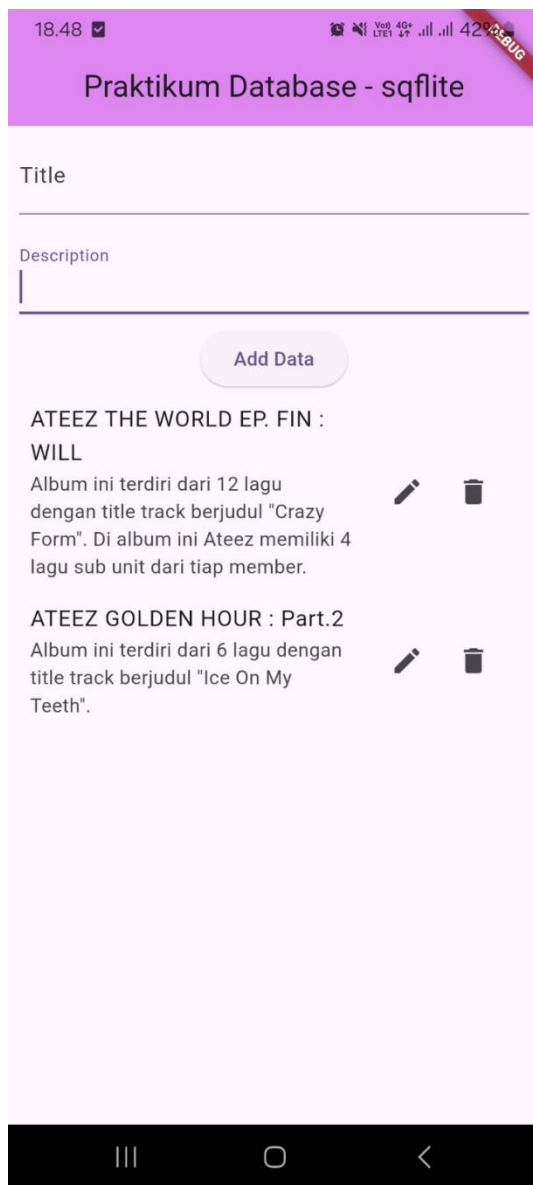 18.48
Vo) 4G+
LTE1
42%
DEBUG
Praktikum Database - sqflite
Title
Description
Add Data
ATEEZ THE WORLD EP. FIN :
WILL
Album ini terdiri dari 12 lagu
dengan title track berjudul "Crazy
Form". Di album ini Ateez memiliki 4
lagu sub unit dari tiap member.
ATEEZ GOLDEN HOUR : Part.2
Album ini terdiri dari 6 lagu dengan
title track berjudul "Ice On My
Teeth".